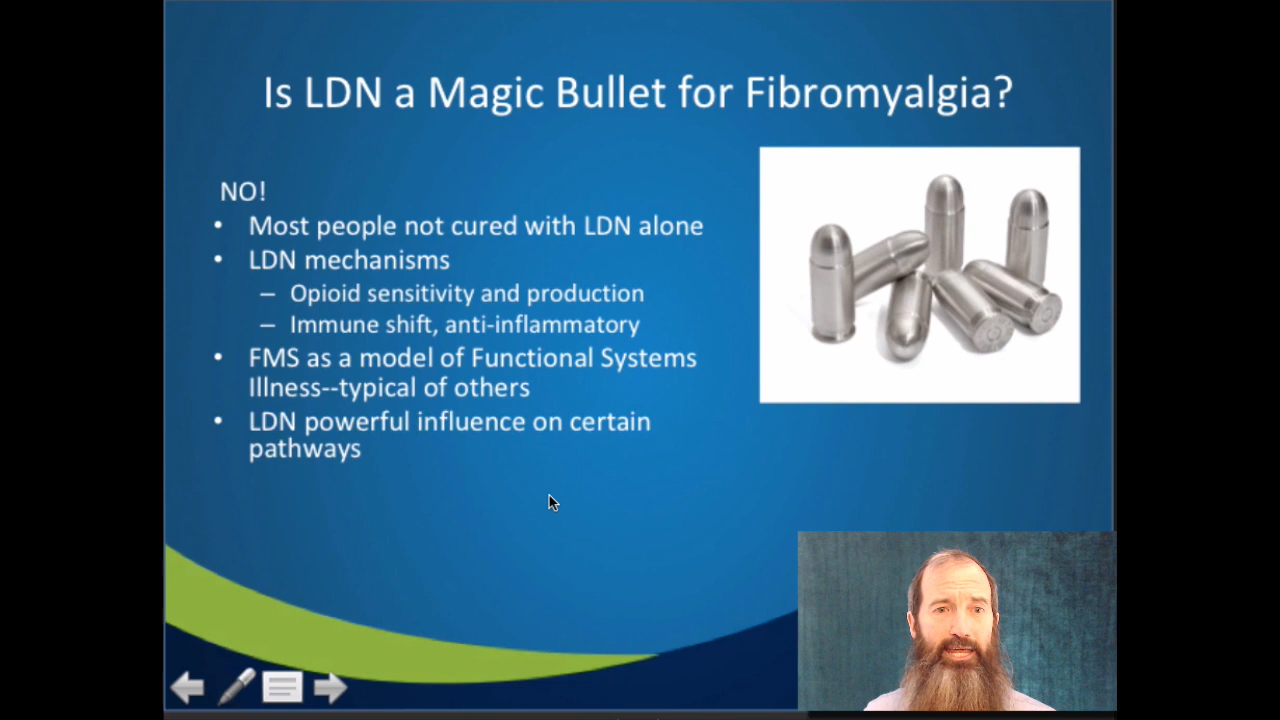 Is LDN a Magic Bullet for Fibromyalgia?
NO!
• Most people not cured with LDN alone
• LDN mechanisms
– Opioid sensitivity and production
– Immune shift, anti-inflammatory
• FMS as a model of Functional Systems
Illness--typical of others
• LDN powerful influence on certain
pathways